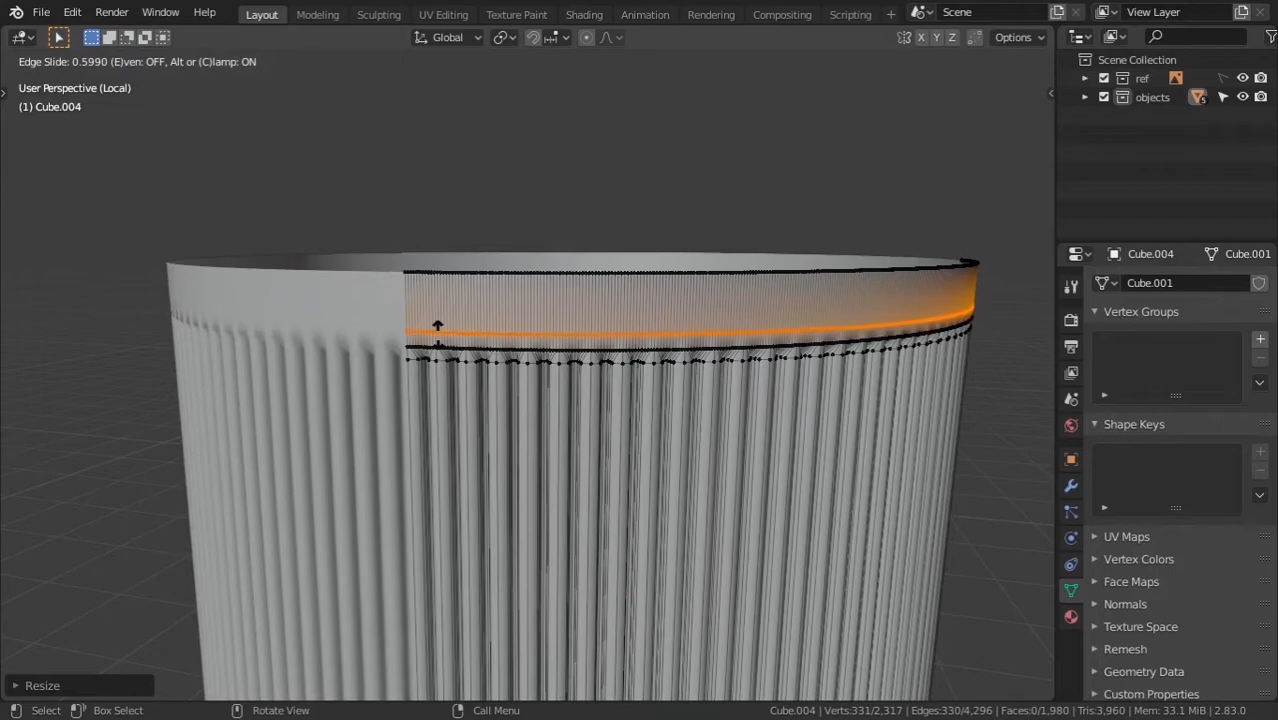 File Edit Render Window Help Layout Modeling Sculpting UV Editing Texture Paint Shading Animation Rendering Compositing Scripting + Scene View Layer
Global X Y Z Options
Edge Slide: 0.5990 (E)ven: OFF, Alt or (C)lamp: ON
User Perspective (Local)
(1) Cube.004
Scene Collection
ref
objects 5
Cube.004 Cube.001
Cube.001
Vertex Groups
Shape Keys
UV Maps
Vertex Colors
Face Maps
Normals
Texture Space
Remesh
Geometry Data
Custom Properties
Resize
Select Box Select Rotate View Call Menu Cube.004 | Verts:331/2,317 | Edges:330/4,296 | Faces:0/1,980 | Tris:3,960 | Mem: 33.1 MiB | 2.83.0